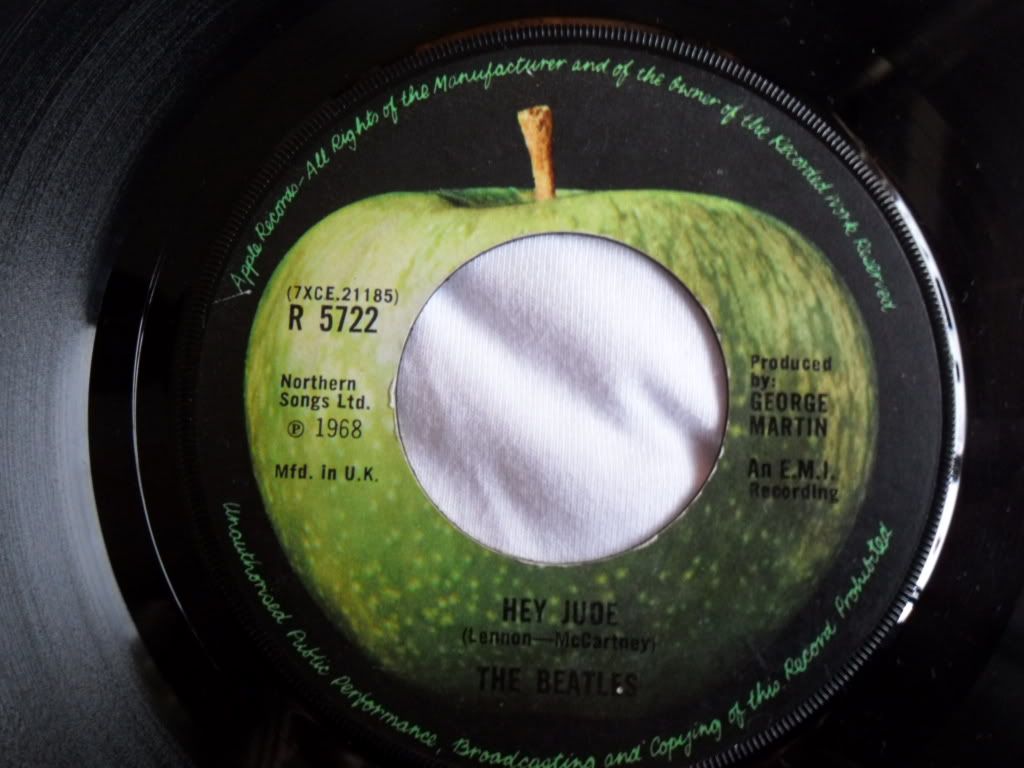 Apple Records-All Rights of the Manufacturer and of the Owner of the Recorded Work Reserved
(7XCE.21185)
R 5722
Northern
Songs Ltd.
℗ 1968
Mfd. in U.K.
Produced
by:
GEORGE
MARTIN
An E.M.I.
Recording
HEY JUDE
(Lennon—McCartney)
THE BEATLES
Unauthorised Public Performance, Broadcasting and Copying of this Record Prohibited